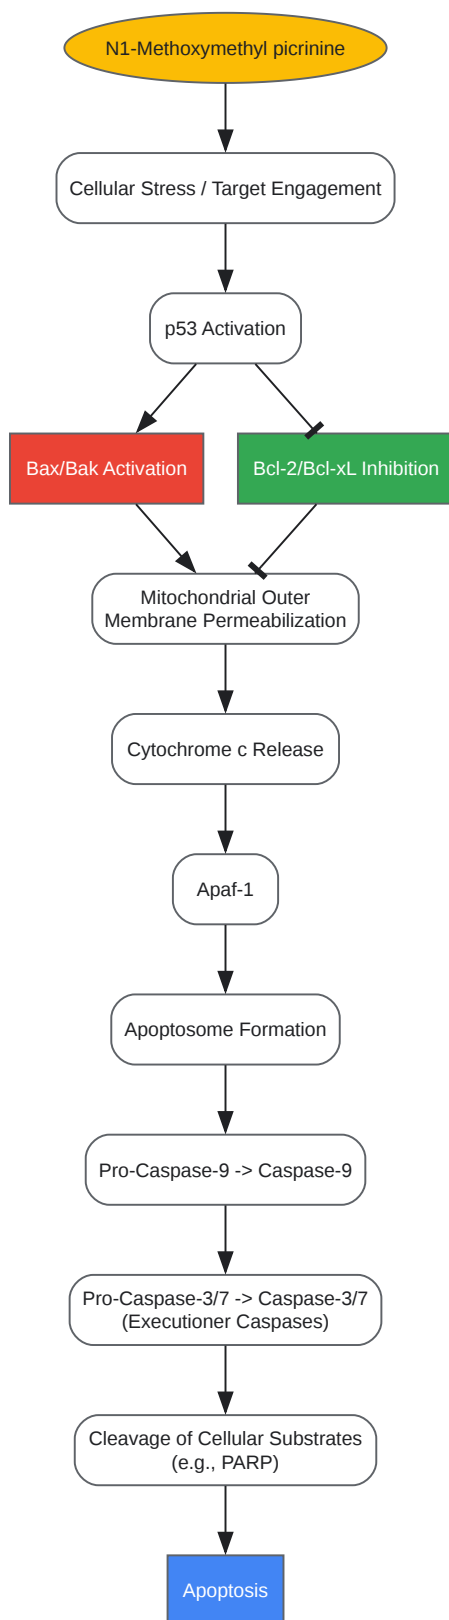 N1-Methoxymethyl picrinine
Cellular Stress / Target Engagement
p53 Activation
Bax/Bak Activation
Bcl-2/Bcl-xL Inhibition
Mitochondrial Outer
Membrane Permeabilization
Cytochrome c Release
Apaf-1
Apoptosome Formation
Pro-Caspase-9 -> Caspase-9
Pro-Caspase-3/7 -> Caspase-3/7
(Executioner Caspases)
Cleavage of Cellular Substrates
(e.g., PARP)
Apoptosis